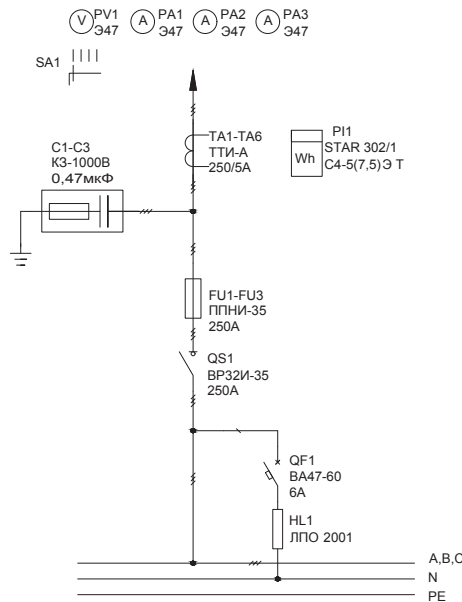 V PV1 A PA1 A PA2 A PA3
Э47 Э47 Э47 Э47
SA1
TA1-TA6
ТТИ-А
250/5А
PI1
Wh STAR 302/1
С4-5(7,5)Э Т
C1-C3
К3-1000В
0,47мкФ
FU1-FU3
ППНИ-35
250А
QS1
ВР32И-35
250А
QF1
ВА47-60
6А
HL1
ЛПО 2001
A,B,C
N
PE